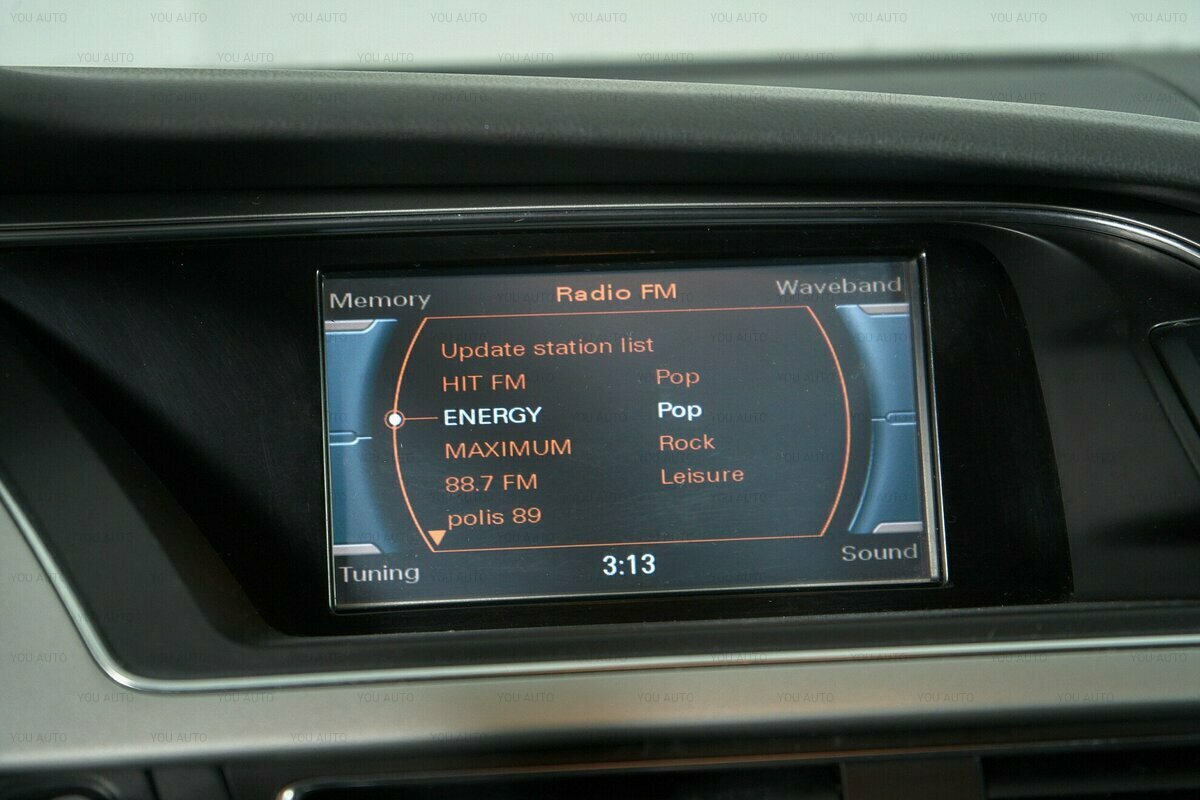 Memory Radio FM Waveband
Update station list
HIT FM Pop
ENERGY Pop
MAXIMUM Rock
88.7 FM Leisure
polis 89
Tuning 3:13 Sound
YOU AUTO